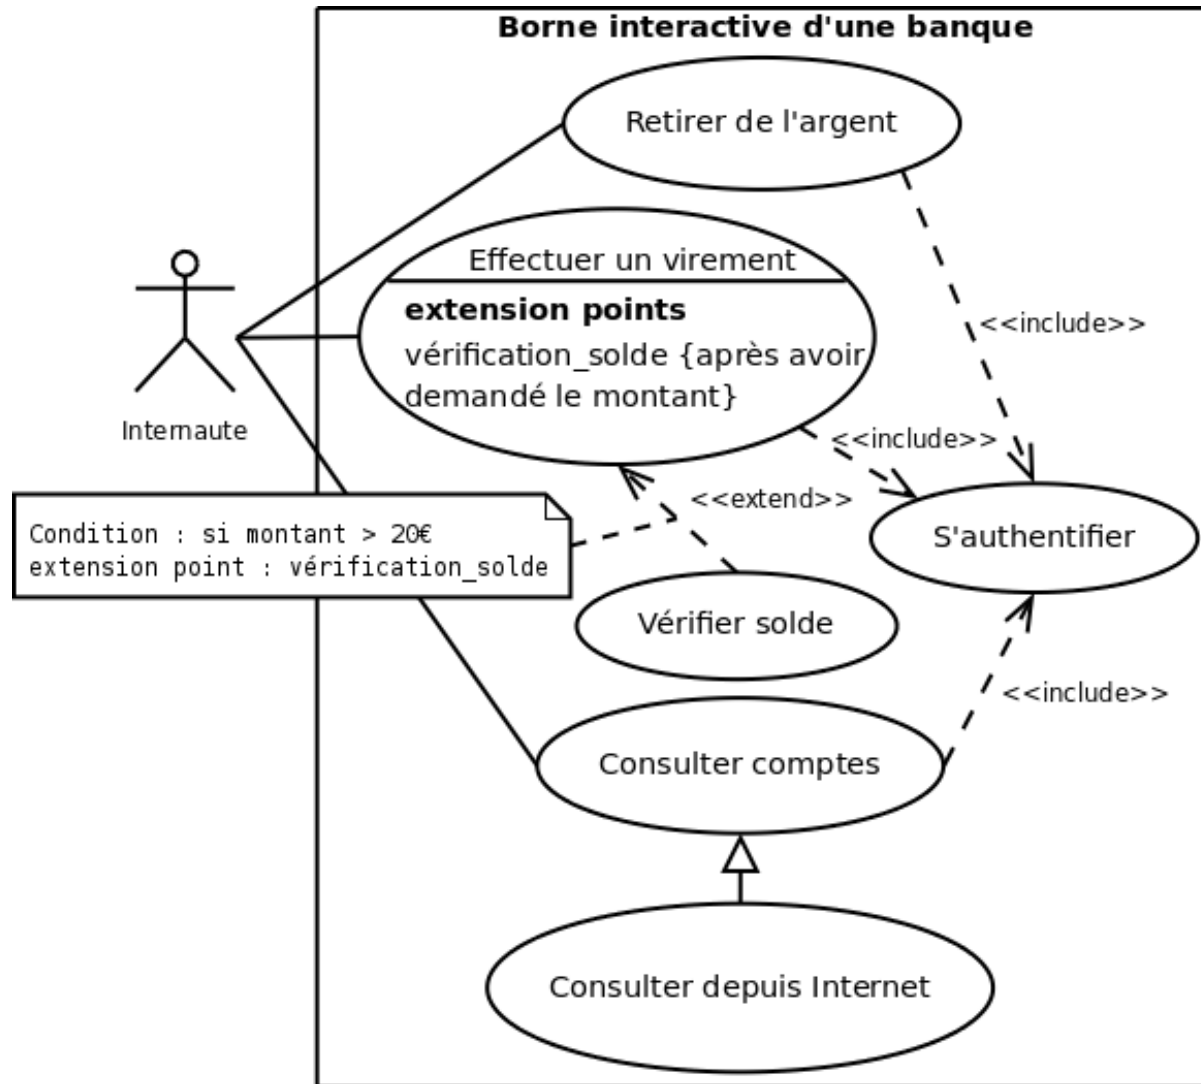 Borne interactive d'une banque
Retirer de l'argent
Effectuer un virement
extension points
vérification_solde {après avoir
demandé le montant}
<<include>>
Internaute
<<include>>
<<extend>>
Condition : si montant > 20€
extension point : vérification_solde
S'authentifier
Vérifier solde
<<include>>
Consulter comptes
Consulter depuis Internet